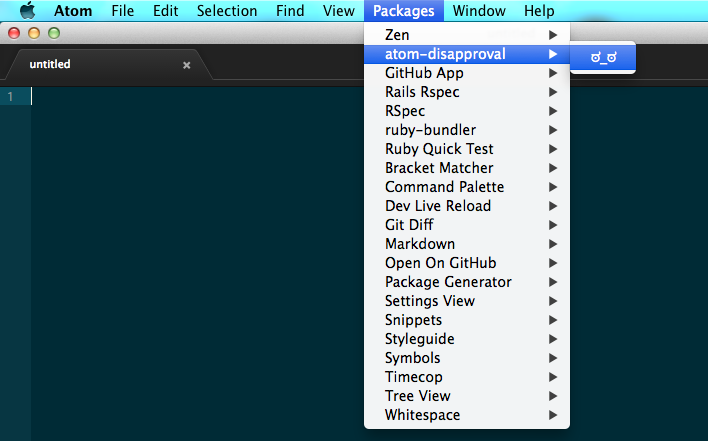 Atom File Edit Selection Find View Packages Window Help
untitled
1
Zen
atom-disapproval
ಠ_ಠ
GitHub App
Rails Rspec
RSpec
ruby-bundler
Ruby Quick Test
Bracket Matcher
Command Palette
Dev Live Reload
Git Diff
Markdown
Open On GitHub
Package Generator
Settings View
Snippets
Styleguide
Symbols
Timecop
Tree View
Whitespace